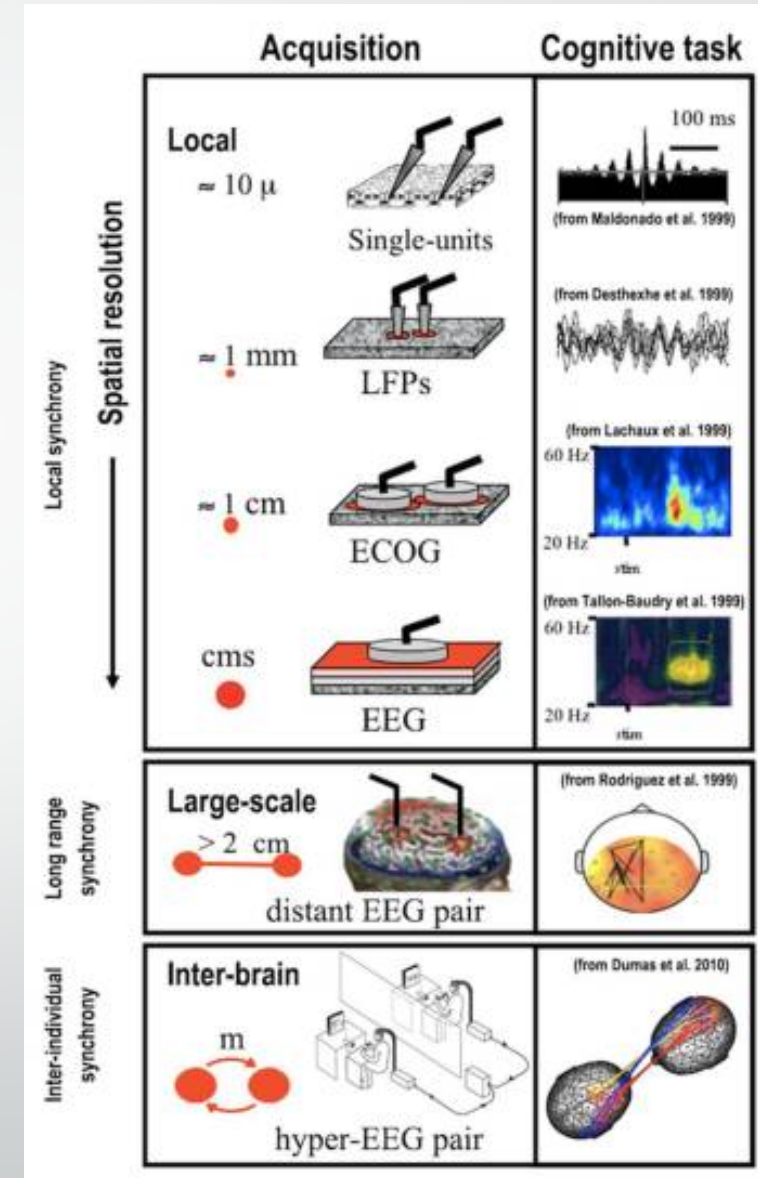 Acquisition
Cognitive task
Spatial resolution
Local synchrony
Local
≈ 10 µ
Single-units
100 ms
(from Maldonado et al. 1999)
≈ 1 mm
LFPs
(from Desthexhe et al. 1999)
≈ 1 cm
ECOG
(from Lachaux et al. 1999)
60 Hz
20 Hz
stim
cms
EEG
(from Tallon-Baudry et al. 1999)
60 Hz
20 Hz
stim
Long range
synchrony
Large-scale
> 2 cm
distant EEG pair
(from Rodriguez et al. 1999)
Inter-individual
synchrony
Inter-brain
m
hyper-EEG pair
(from Dumas et al. 2010)